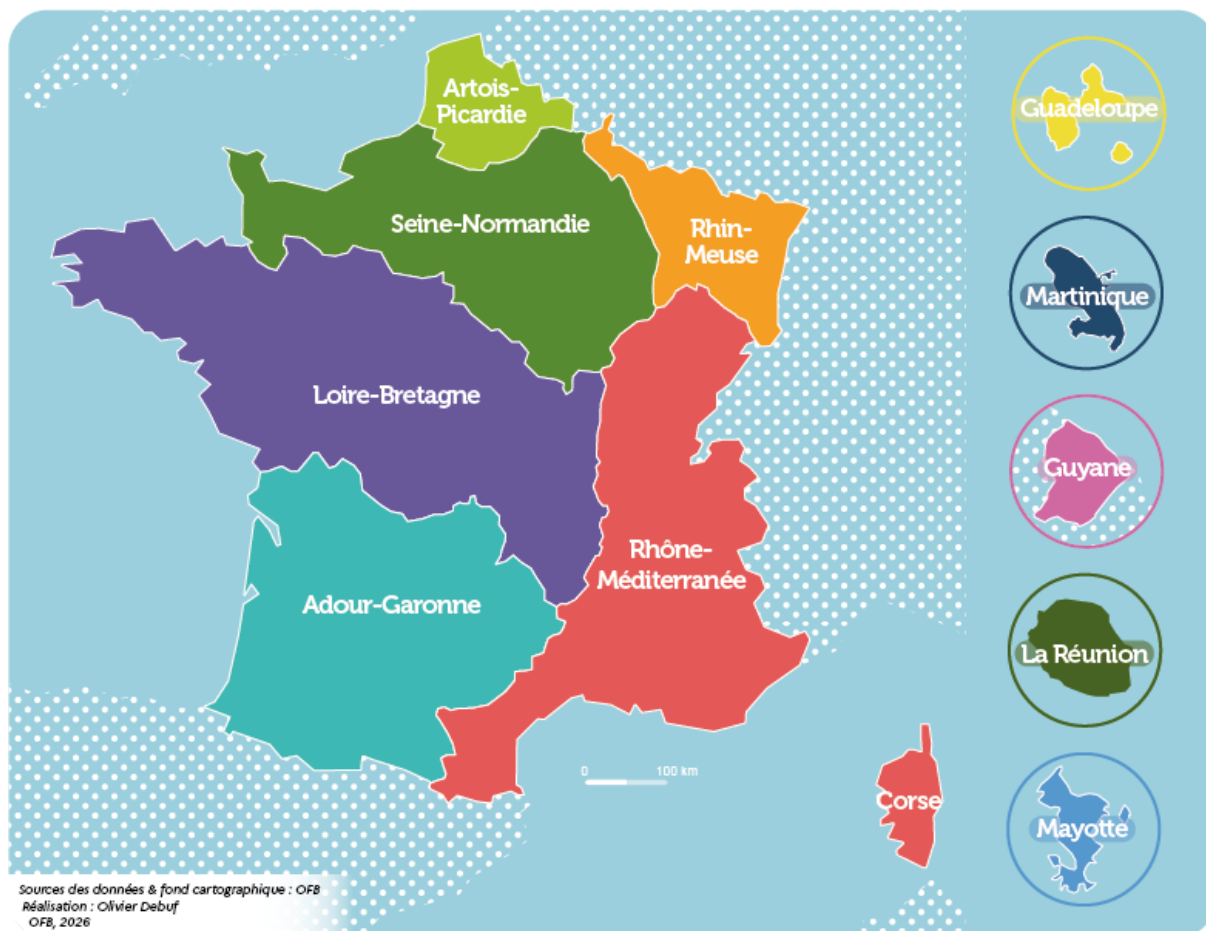 Artois-
Picardie
Seine-Normandie
Rhin-
Meuse
Loire-Bretagne
Rhône-
Méditerranée
Adour-Garonne
Corse
0 100 km
Guadeloupe
Martinique
Guyane
La Réunion
Mayotte
Sources des données & fond cartographique : OFB
Réalisation : Olivier Debuf
OFB, 2026